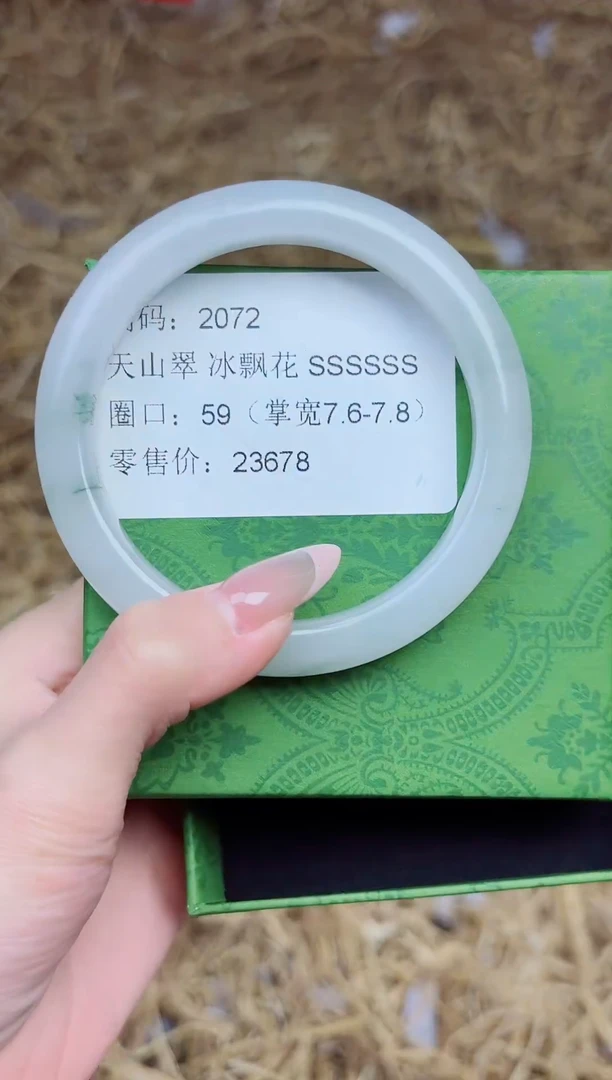 码：2072
天山翠 冰飘花 SSSSSS
圈口：59（掌宽7.6-7.8）
零售价：23678